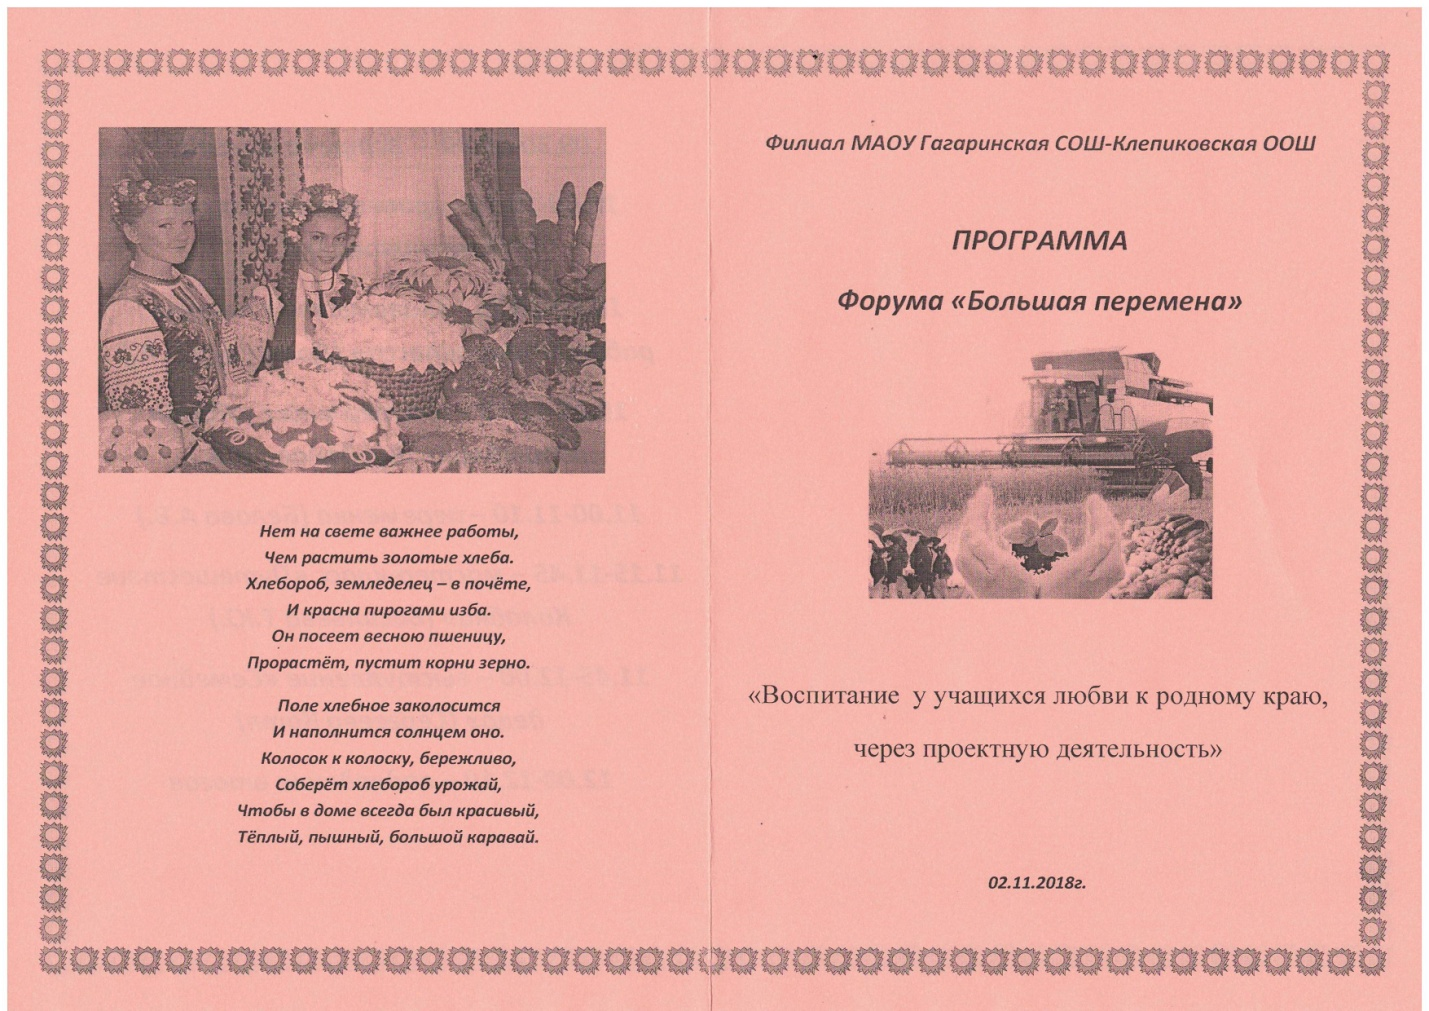 Нет на свете важнее работы,
Чем растить золотые хлеба.
Хлебороб, земледелец – в почёте,
И красна пирогами изба.
Он посеет весною пшеницу,
Прорастёт, пустит корни зерно.
Поле хлебное заколосится
И наполнится солнцем оно.
Колосок к колоску, бережливо,
Соберёт хлебороб урожай,
Чтобы в доме всегда был красивый,
Тёплый, пышный, большой каравай.
Филиал МАОУ Гагаринская СОШ-Клепиковская ООШ
ПРОГРАММА
Форума «Большая перемена»
«Воспитание у учащихся любви к родному краю,
через проектную деятельность»
02.11.2018г.